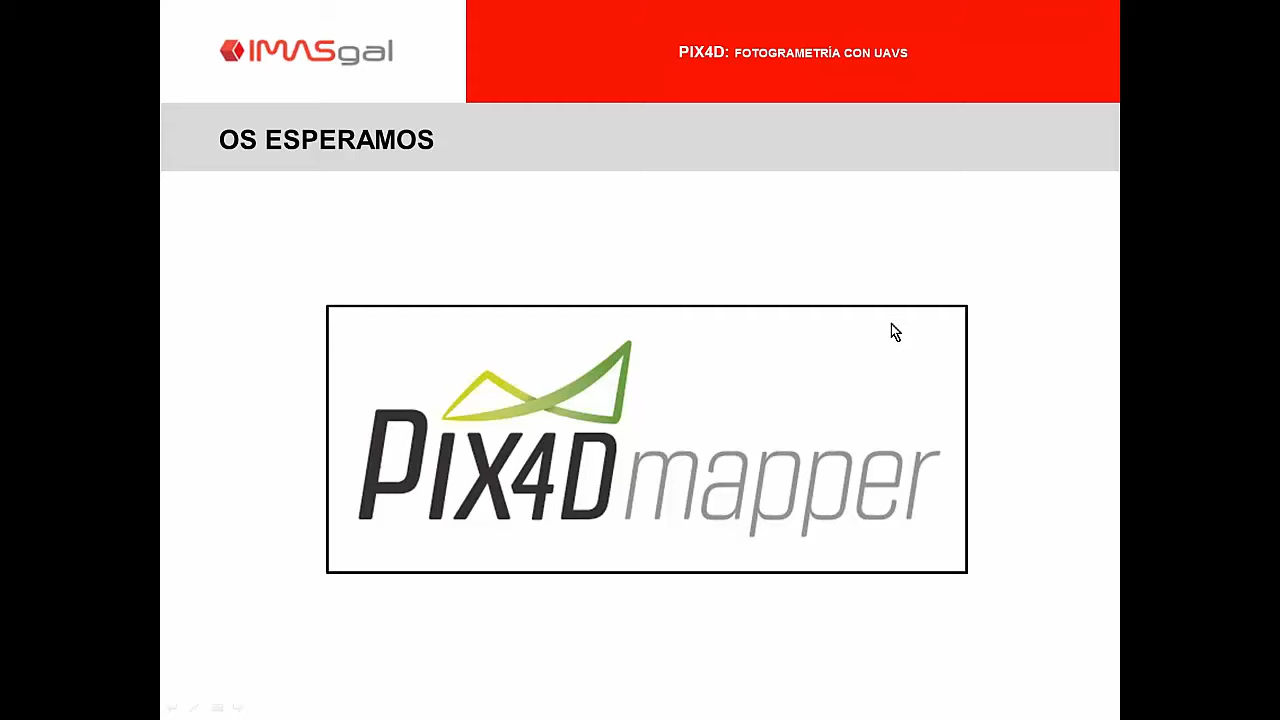 IMASgal
PIX4D: FOTOGRAMETRÍA CON UAVS
OS ESPERAMOS
PIX4Dmapper